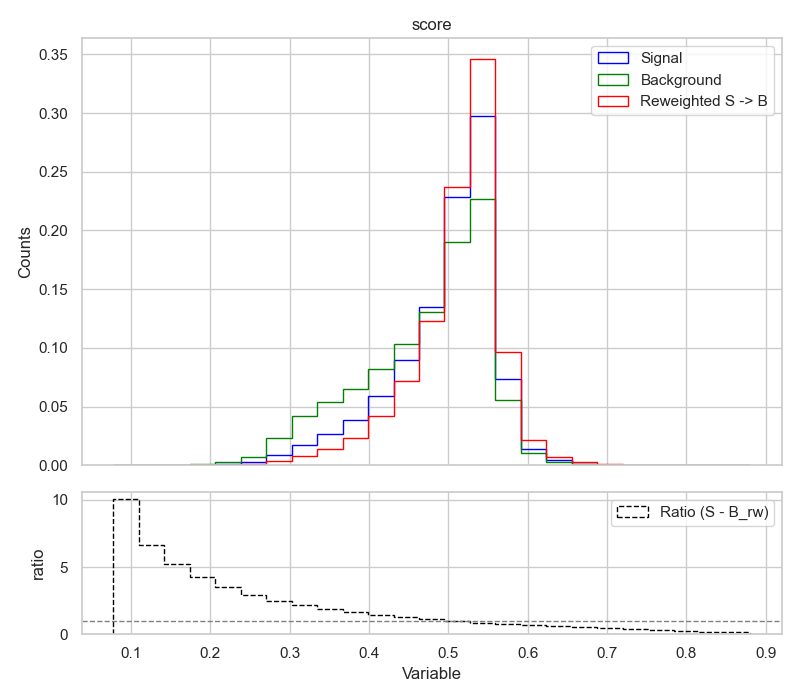 score
Signal
Background
Reweighted S -> B
Counts
0.35
0.30
0.25
0.20
0.15
0.10
0.05
0.00
Ratio (S - B_rw)
ratio
10
5
0
0.1 0.2 0.3 0.4 0.5 0.6 0.7 0.8 0.9
Variable